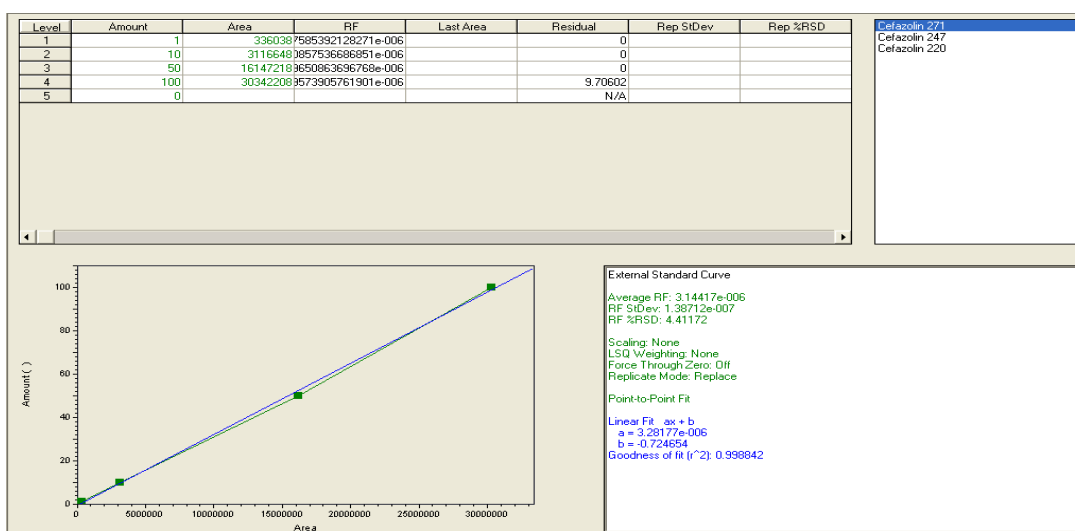 Level Amount Area RF Last Area Residual Rep StDev Rep %RSD
1 1 336038 7585392128271e-006 0
2 10 3116648 0857536686851e-006 0
3 50 16147218 9650863696768e-006 0
4 100 30342208 9573905761901e-006 9.70602
5 0 N/A
Cefazolin 271
Cefazolin 247
Cefazolin 220
100
80
60
40
20
0
Amount ( )
0 5000000 10000000 15000000 20000000 25000000 30000000
Area
External Standard Curve
Average RF: 3.14417e-006
RF StDev: 1.38712e-007
RF %RSD: 4.41172
Scaling: None
LSQ Weighting: None
Force Through Zero: Off
Replicate Mode: Replace
Point-to-Point Fit
Linear Fit ax + b
a = 3.28177e-006
b = -0.724654
Goodness of fit (r^2): 0.998842